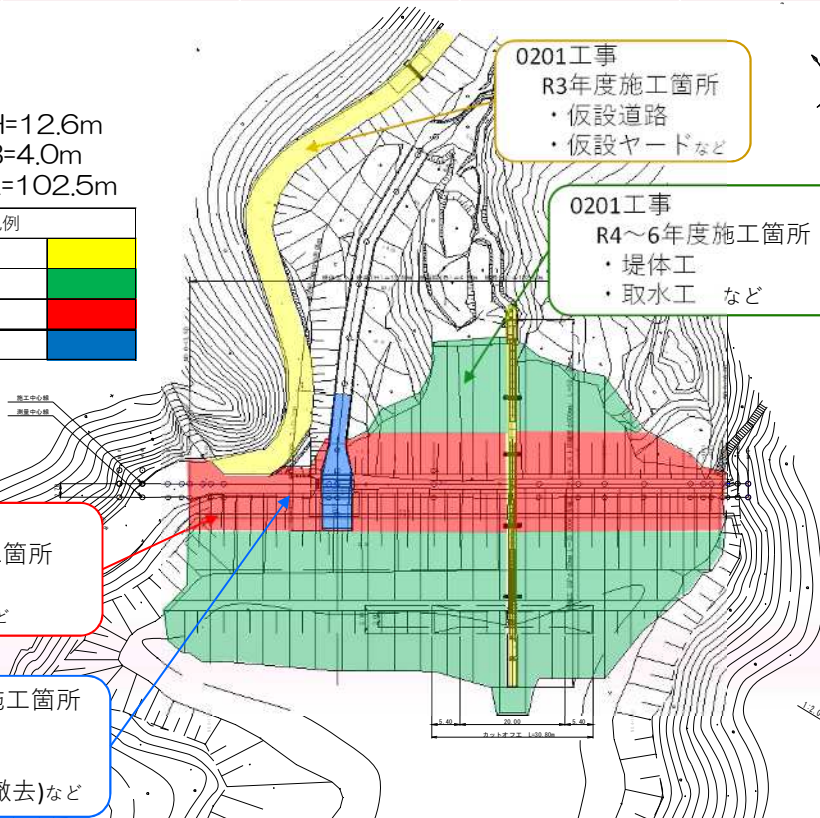 0201工事
R3年度施工箇所
・仮設道路
・仮設ヤードなど
H=12.6m
B=4.0m
=102.5m
例
0201工事
R4～6年度施工箇所
・堤体工
・取水工 など
施工中心線
測量中心線
箇所
ど
施工箇所
撤去)など
5.40
20.00
5.40
カットオフ工 L=30.80m